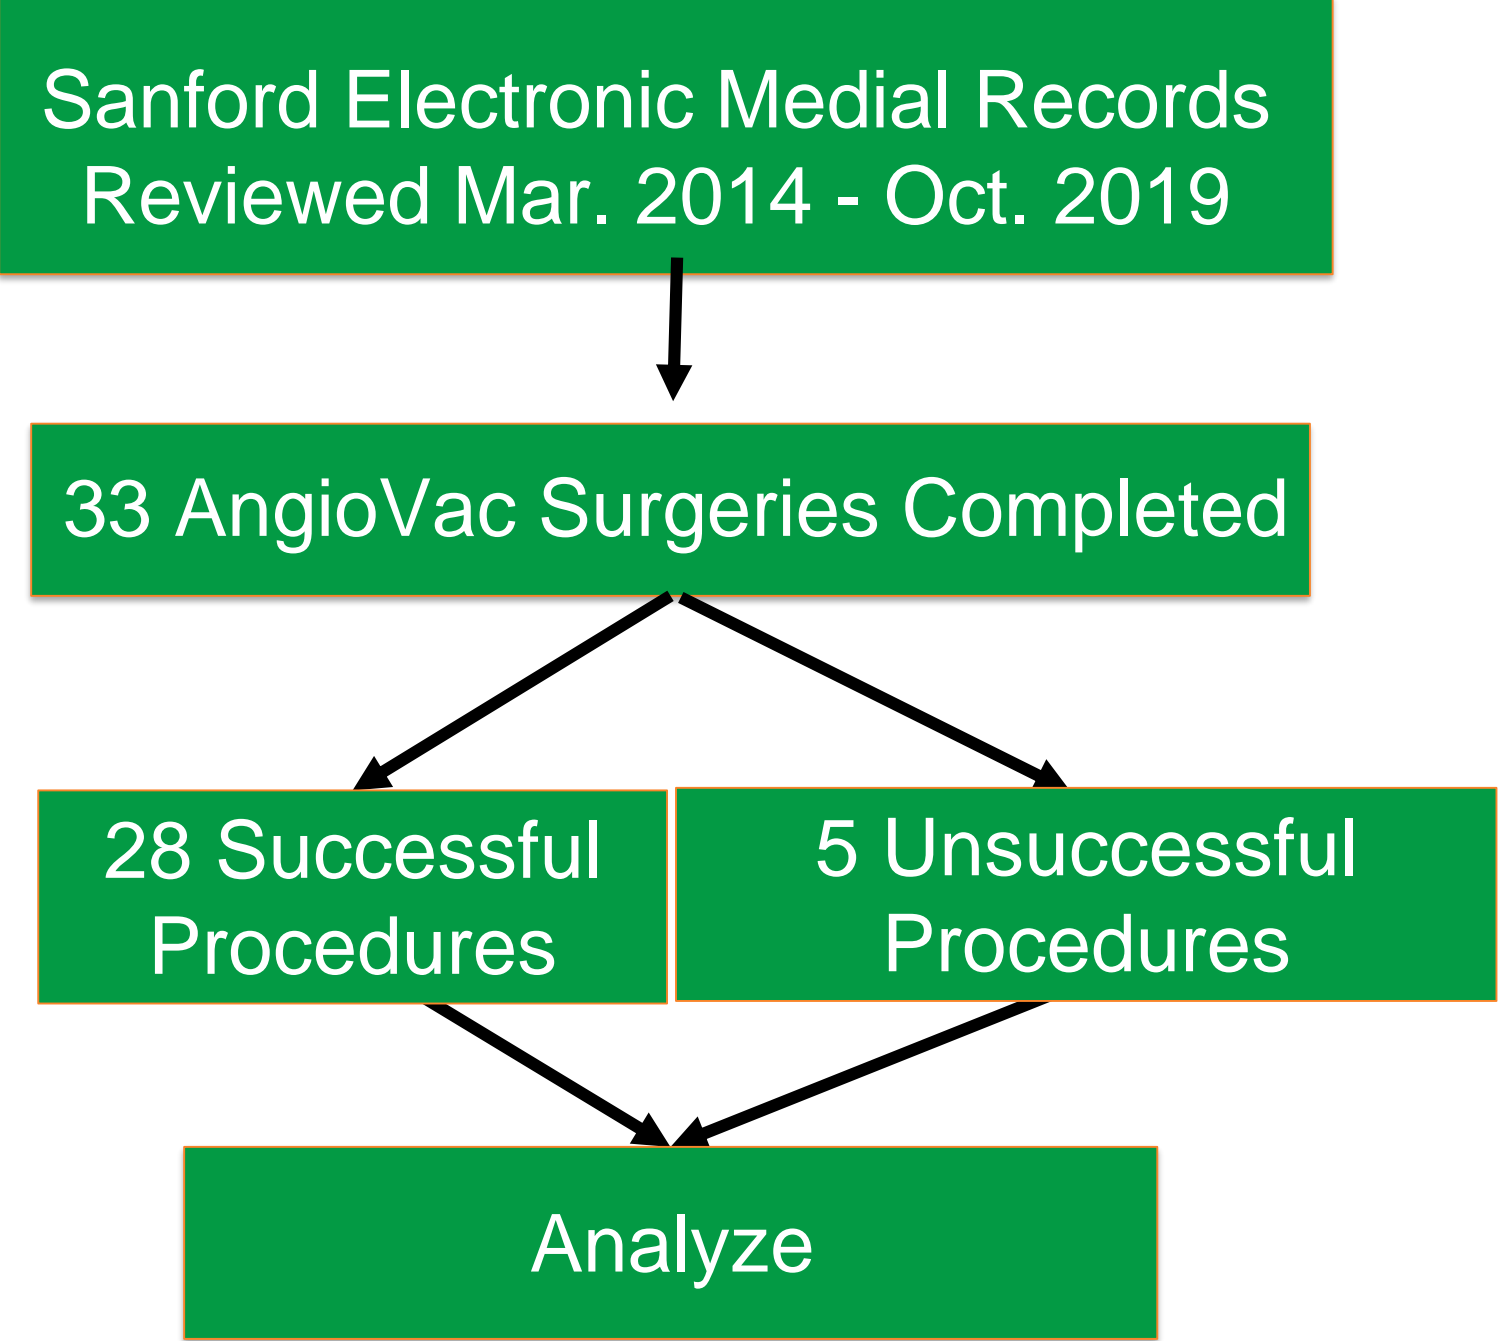 Sanford Electronic Medial Records
Reviewed Mar. 2014 - Oct. 2019
33 AngioVac Surgeries Completed
28 Successful
Procedures
5 Unsuccessful
Procedures
Analyze